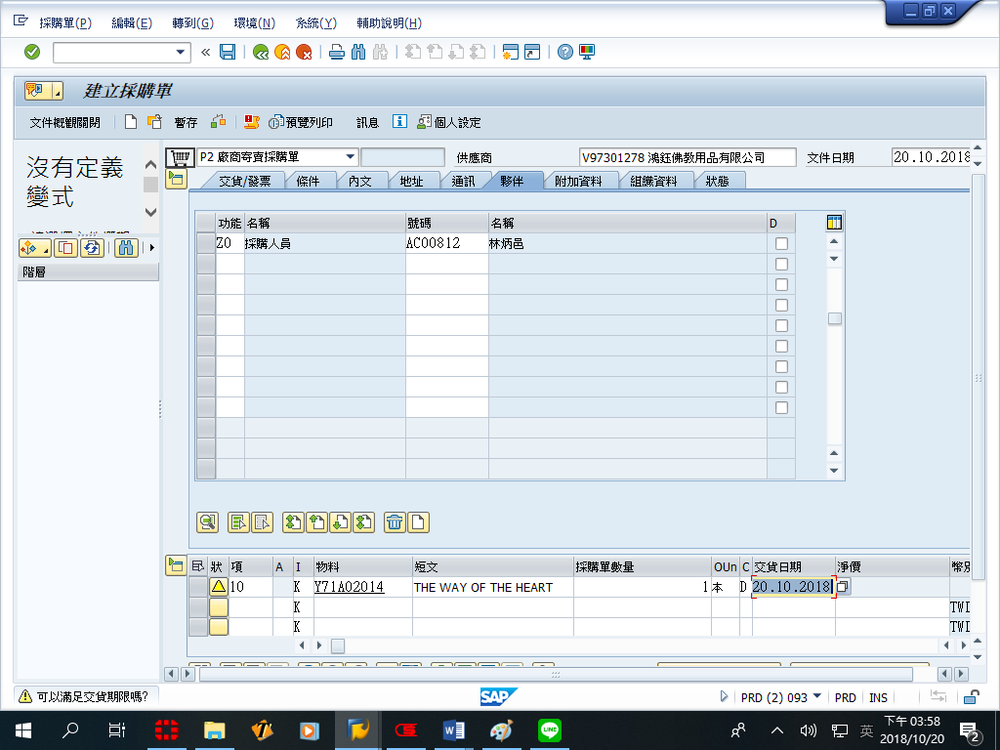 採購單(P) 編輯(E) 轉到(G) 環境(N) 系統(Y) 輔助說明(H)
建立採購單
文件概觀關閉 暫存 預覽列印 訊息 個人設定
沒有定義
變式
階層
P2 廠商寄賣採購單 供應商 V97301278 鴻鈺佛教用品有限公司 文件日期 20.10.2018
交貨/發票 條件 內文 地址 通訊 夥伴 附加資料 組織資料 狀態
功能 名稱 號碼 名稱 D
Z0 採購人員 AC00812 林炳邑
狀 項 A I 物料 短文 採購單數量 OUn C 交貨日期 淨價 幣別
10 K Y71A02014 THE WAY OF THE HEART 1 本 D 20.10.2018
K TWD
K TWD
可以滿足交貨期限嗎? SAP PRD (2) 093 PRD INS
英 下午 03:58
2018/10/20 2